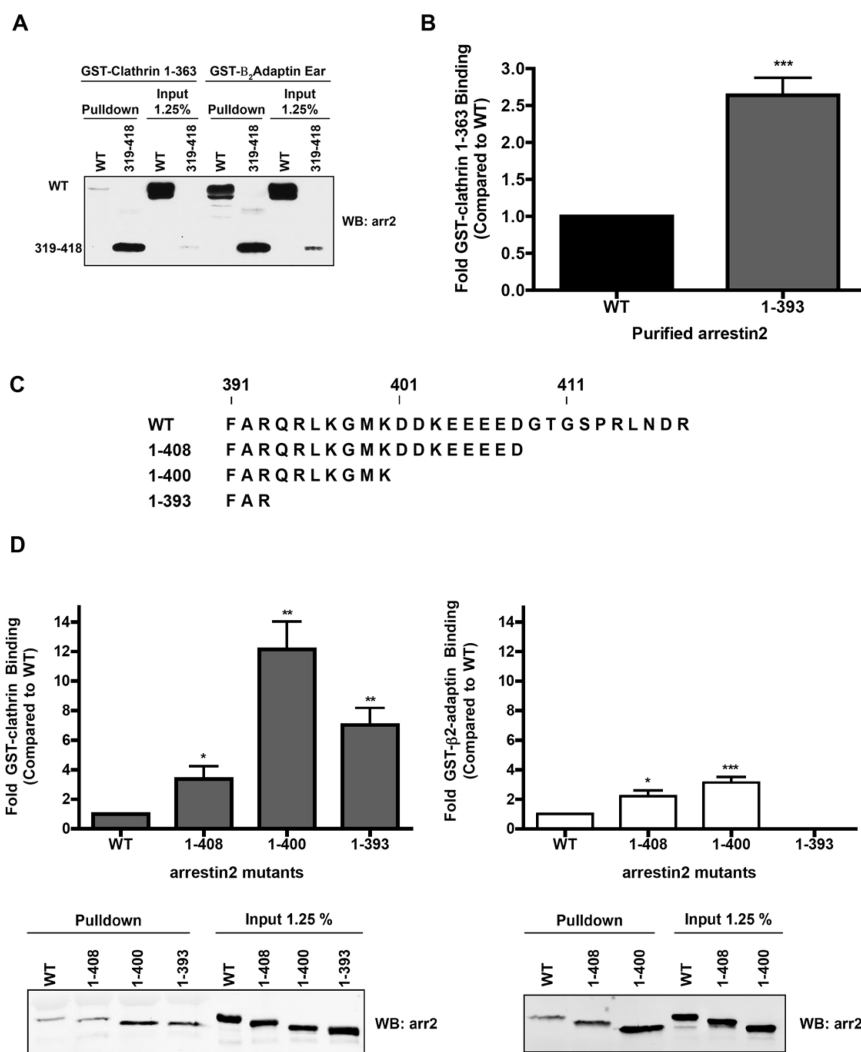 A
GST-Clathrin 1-363 GST-B2Adaptin Ear
Pulldown Input 1.25% Pulldown Input 1.25%
WT 319-418 WT 319-418 WT 319-418 WT 319-418
WT
319-418
WB: arr2
B
Fold GST-clathrin 1-363 Binding
(Compared to WT)
3.0
2.5
2.0
1.5
1.0
0.5
0.0
***
WT 1-393
Purified arrestin2
C
391 401 411
WT F A R Q R L K G M K D D K E E E E D G T G S P R L N D R
1-408 F A R Q R L K G M K D D K E E E E D
1-400 F A R Q R L K G M K
1-393 F A R
D
Fold GST-clathrin Binding
(Compared to WT)
14
12
10
8
6
4
2
0
* ** **
WT 1-408 1-400 1-393
arrestin2 mutants
Fold GST-β2-adaptin Binding
(Compared to WT)
14
12
10
8
6
4
2
0
* ***
WT 1-408 1-400 1-393
arrestin2 mutants
Pulldown Input 1.25 %
WT 1-408 1-400 1-393 WT 1-408 1-400 1-393
WB: arr2
Pulldown Input 1.25 %
WT 1-408 1-400 WT 1-408 1-400
WB: arr2